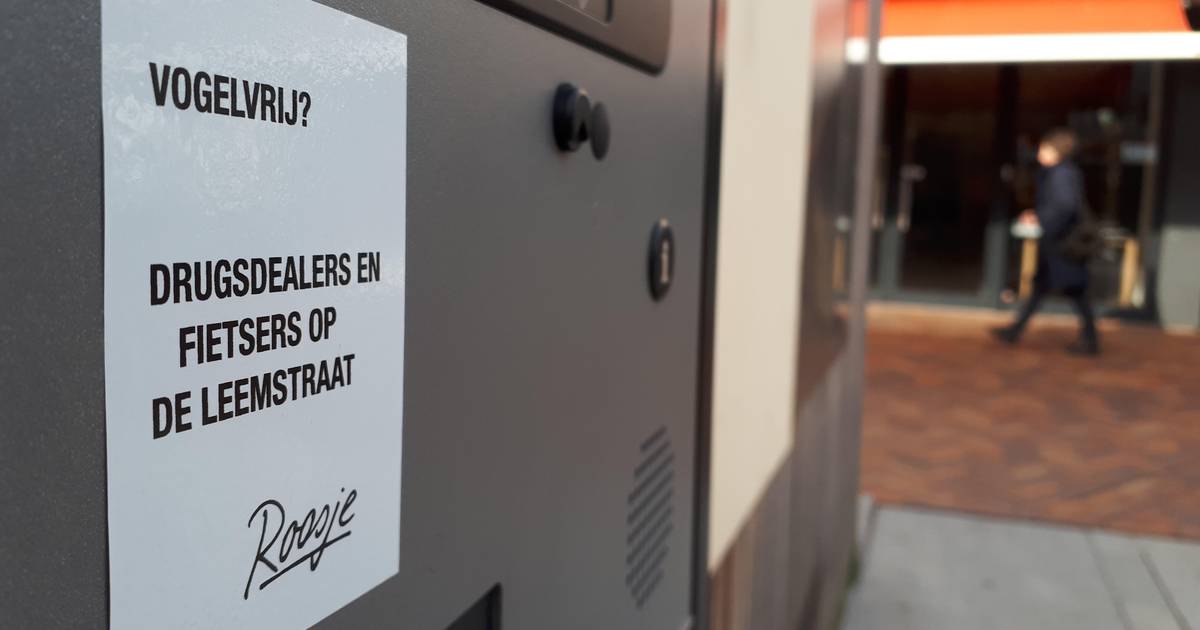 VOGELVRIJ?
DRUGSDEALERS EN
FIETSERS OP
DE LEEMSTRAAT
Roosje
i